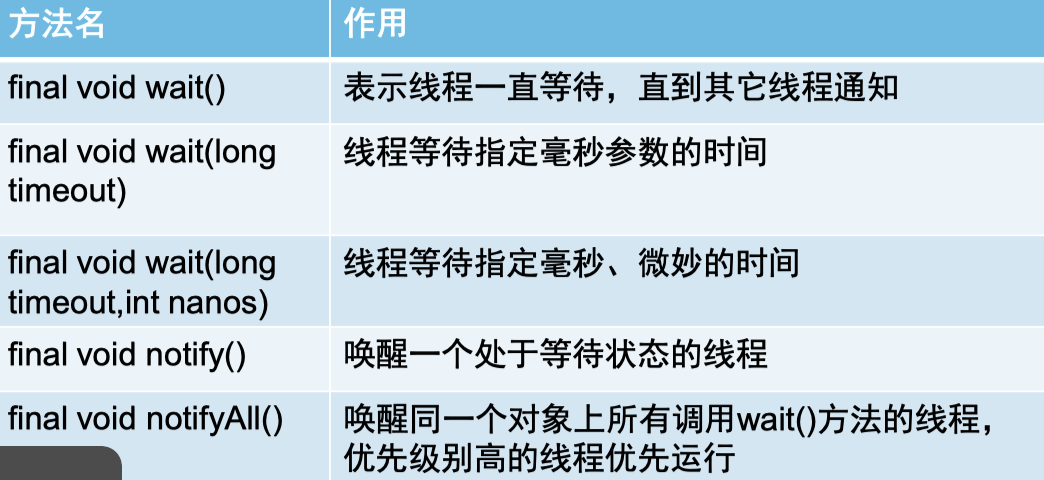 方法名
作用
final void wait()
表示线程一直等待，直到其它线程通知
final void wait(long
timeout)
线程等待指定毫秒参数的时间
final void wait(long
timeout,int nanos)
线程等待指定毫秒、微妙的时间
final void notify()
唤醒一个处于等待状态的线程
final void notifyAll()
唤醒同一个对象上所有调用wait()方法的线程，
优先级别高的线程优先运行